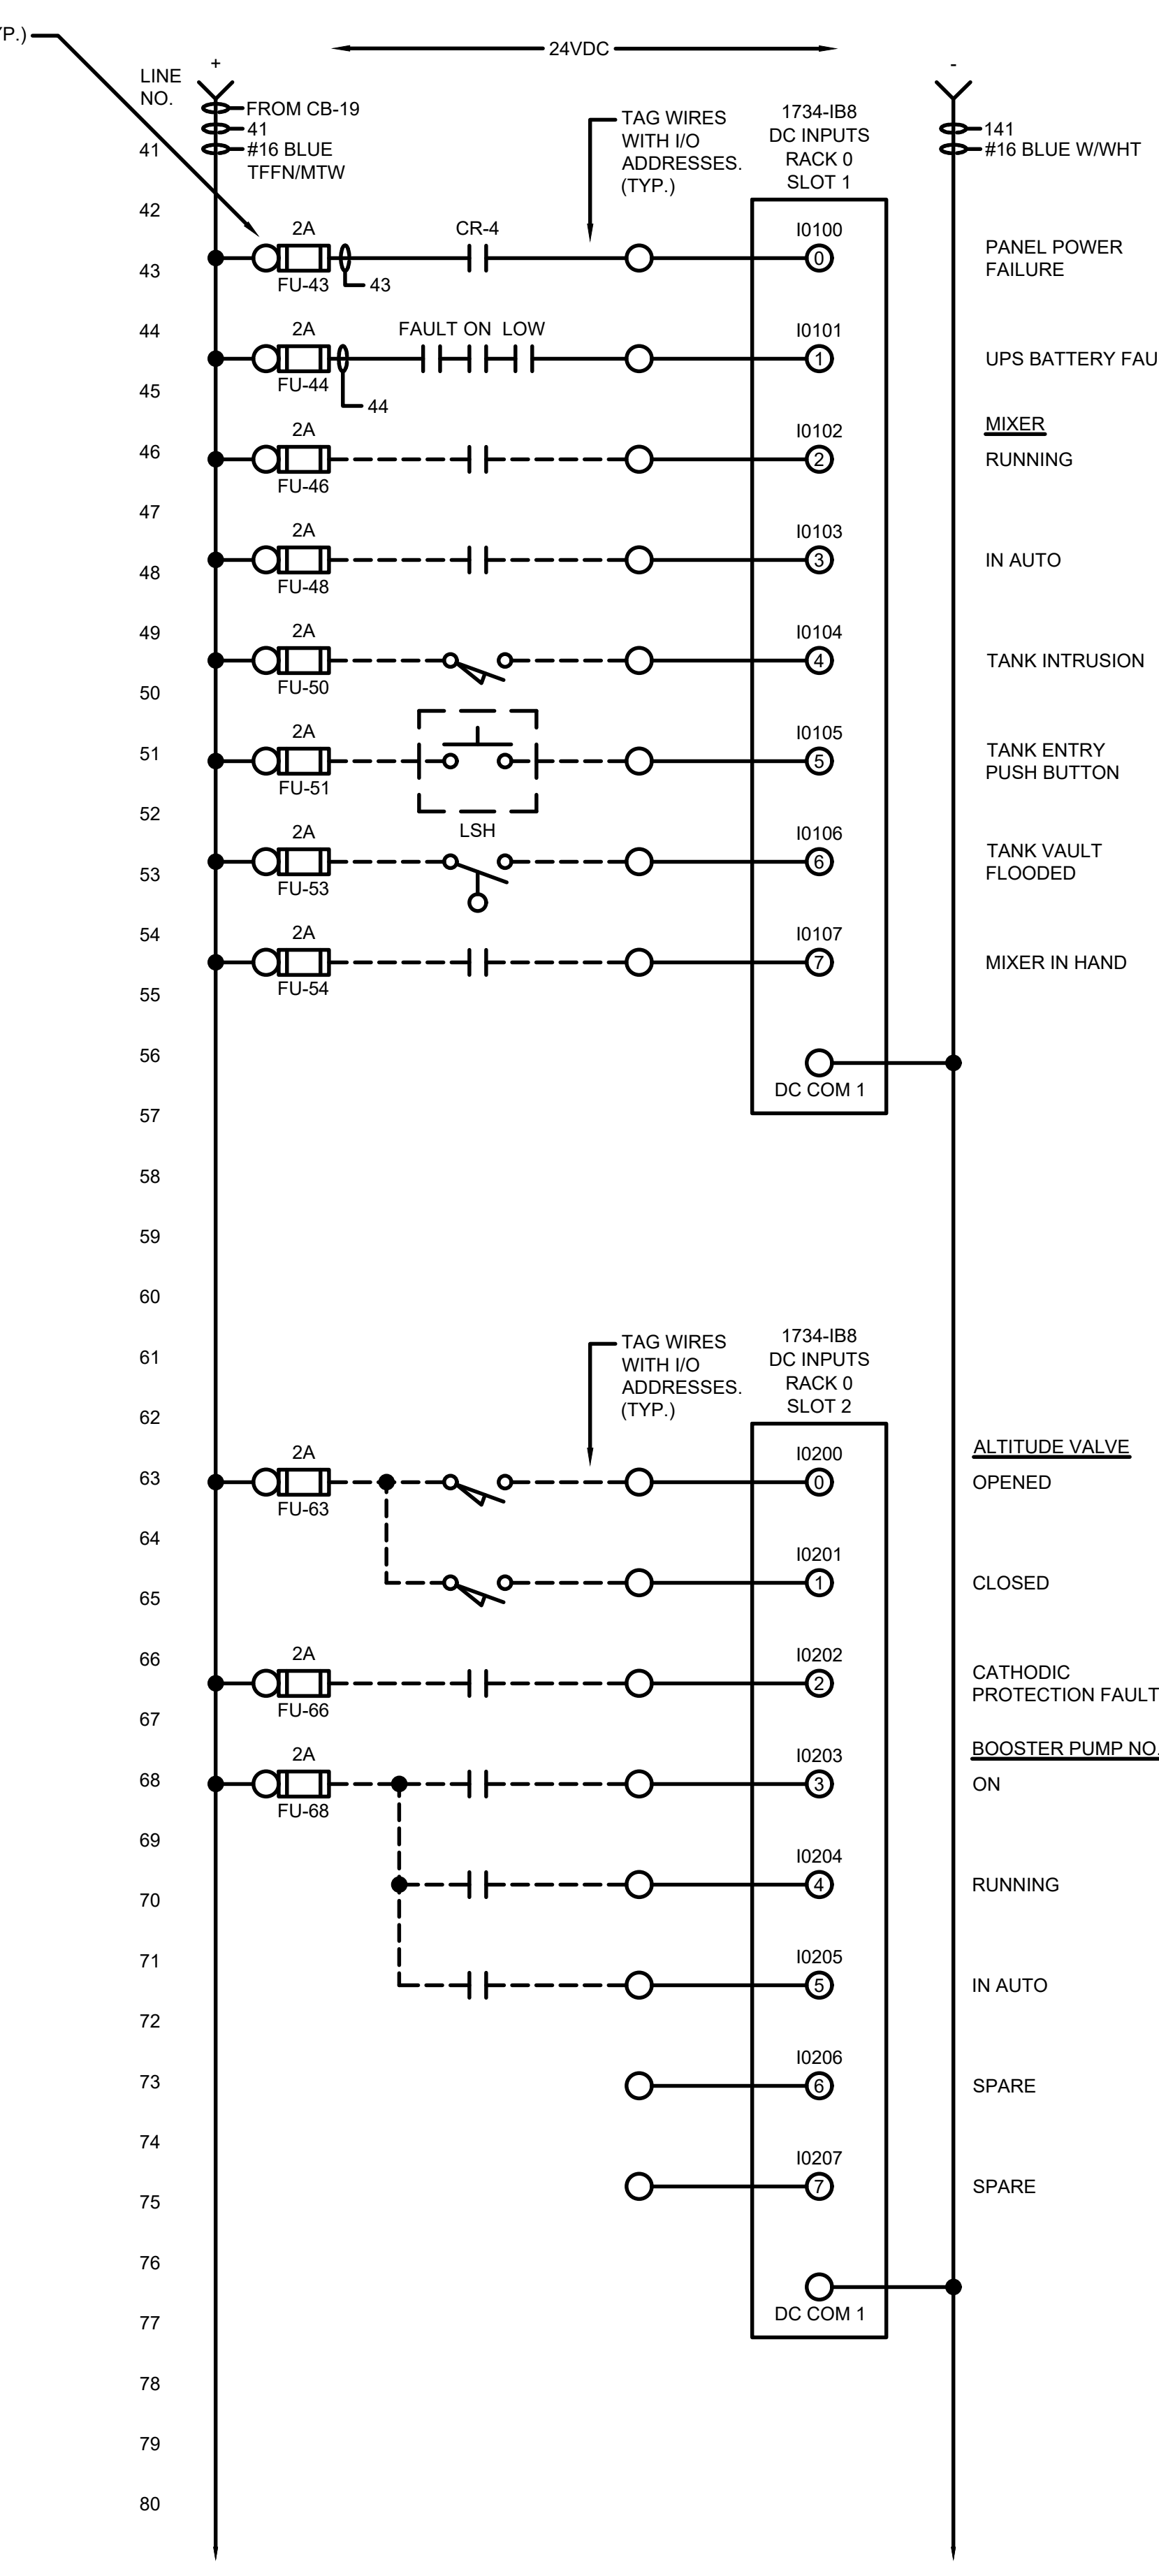 24VDC
+
-
LINE
NO.
FROM CB-19
41
#16 BLUE
TFFN/MTW
TAG WIRES
WITH I/O
ADDRESSES.
(TYP.)
1734-IB8
DC INPUTS
RACK 0
SLOT 1
141
#16 BLUE W/WHT
41
42
2A
CR-4
I0100
0
PANEL POWER
FAILURE
43
FU-43
43
44
2A
FAULT ON LOW
I0101
1
UPS BATTERY
FU-44
45
44
MIXER
46
2A
I0102
2
RUNNING
FU-46
47
2A
I0103
3
IN AUTO
48
FU-48
49
2A
I0104
4
TANK INTRUSION
FU-50
50
51
2A
I0105
5
TANK ENTRY
PUSH BUTTON
FU-51
52
LSH
2A
I0106
6
TANK VAULT
FLOODED
53
FU-53
54
2A
I0107
7
MIXER IN HAND
FU-54
55
56
DC COM 1
57
58
59
60
61
TAG WIRES
WITH I/O
ADDRESSES.
(TYP.)
1734-IB8
DC INPUTS
RACK 0
SLOT 2
62
ALTITUDE VALVE
2A
I0200
0
OPENED
63
FU-63
64
I0201
1
CLOSED
65
66
2A
I0202
2
CATHODIC
PROTECTION FAULT
FU-66
67
BOOSTER PUMP NO.
2A
I0203
3
ON
68
FU-68
69
I0204
4
RUNNING
70
71
I0205
5
IN AUTO
72
73
I0206
6
SPARE
74
I0207
7
SPARE
75
76
DC COM 1
77
78
79
80